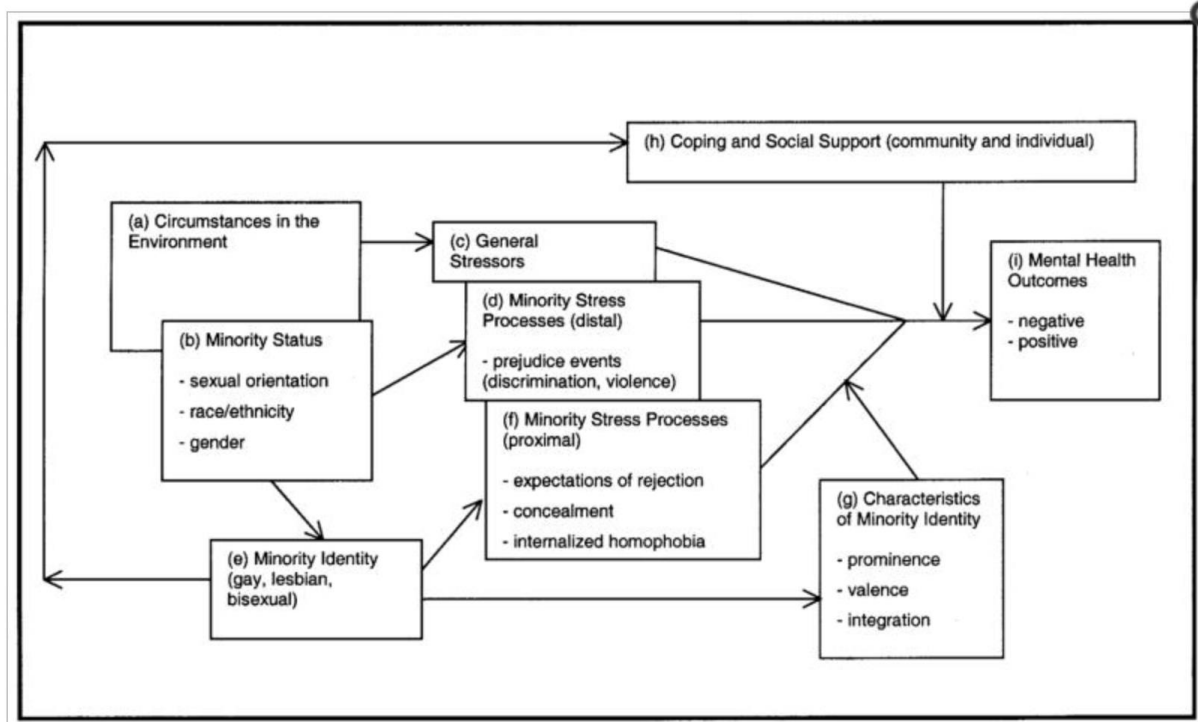 (h) Coping and Social Support (community and individual)
(a) Circumstances in the
Environment
(c) General
Stressors
(i) Mental Health
Outcomes
- negative
- positive
(d) Minority Stress
Processes (distal)
- prejudice events
(discrimination, violence)
(b) Minority Status
- sexual orientation
- race/ethnicity
- gender
(f) Minority Stress Processes
(proximal)
- expectations of rejection
- concealment
- internalized homophobia
(g) Characteristics
of Minority Identity
- prominence
- valence
- integration
(e) Minority Identity
(gay, lesbian,
bisexual)